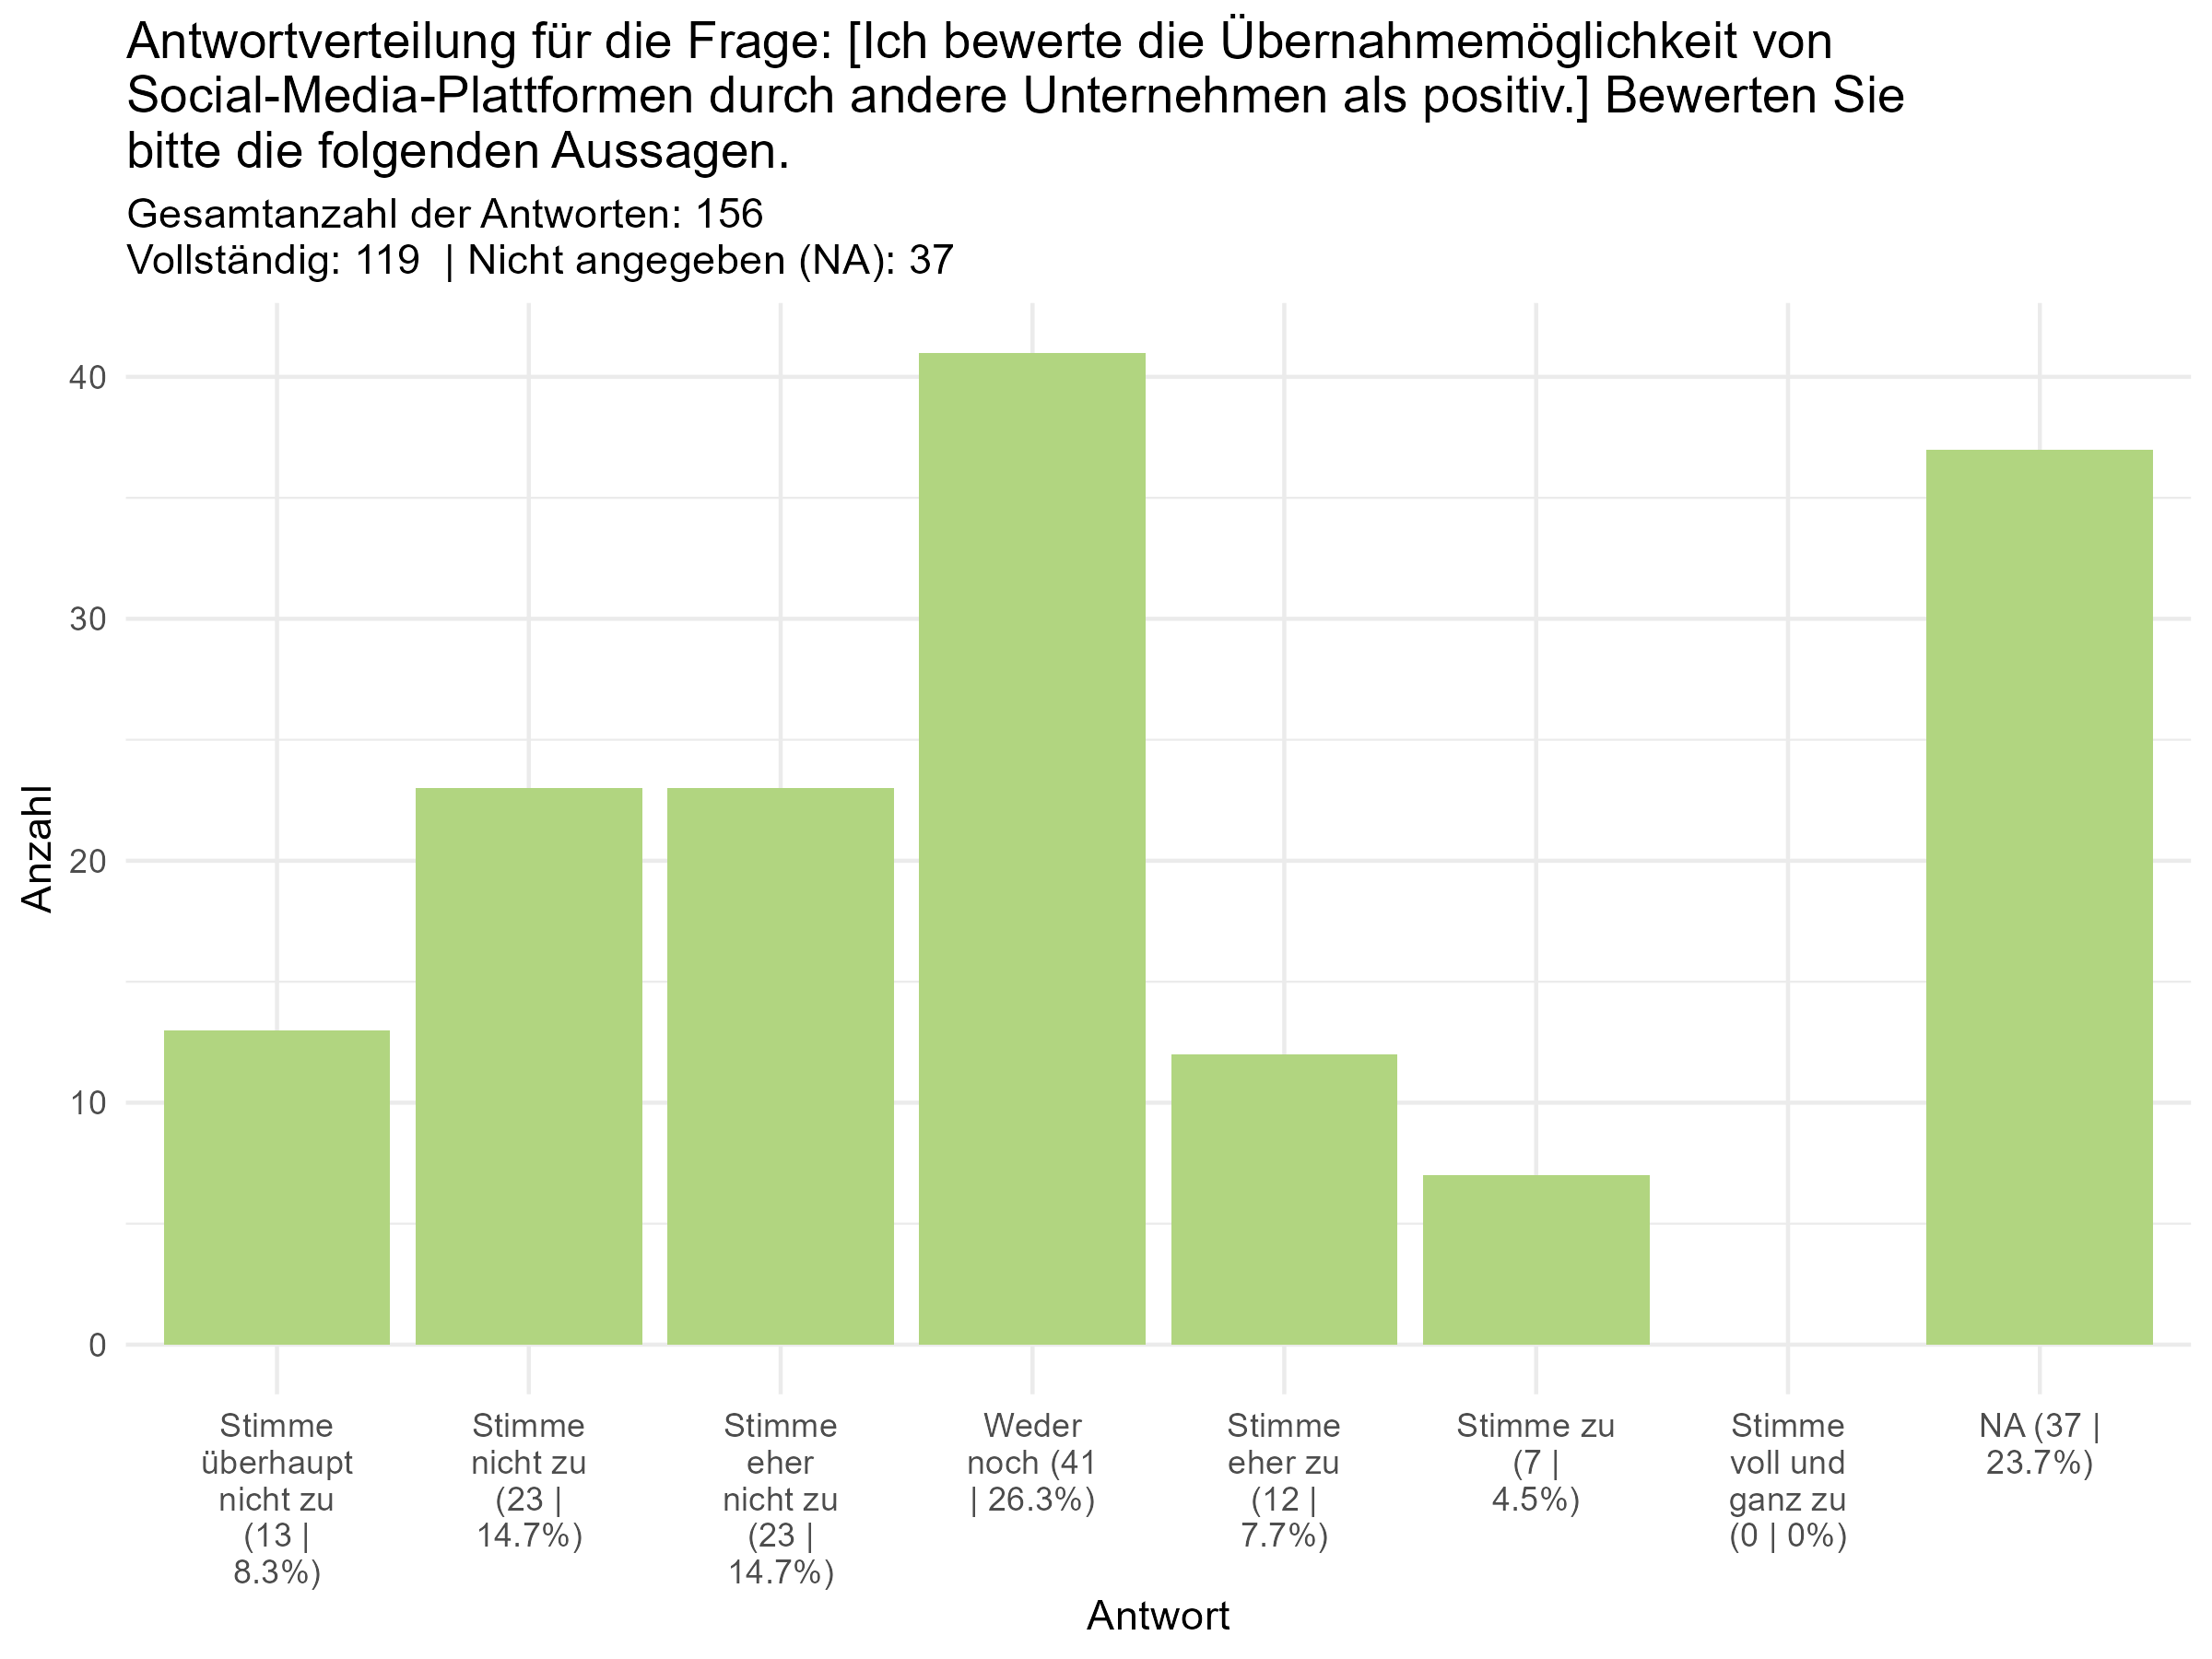 Antwortverteilung für die Frage: [Ich bewerte die Übernahmemöglichkeit von
Social-Media-Plattformen durch andere Unternehmen als positiv.] Bewerten Sie
bitte die folgenden Aussagen.
Gesamtanzahl der Antworten: 156
Vollständig: 119 | Nicht angegeben (NA): 37
Anzahl
40
30
20
10
0
Stimme
überhaupt
nicht zu
(13 |
8.3%)
Stimme
nicht zu
(23 |
14.7%)
Stimme
eher
nicht zu
(23 |
14.7%)
Weder
noch (41
| 26.3%)
Stimme
eher zu
(12 |
7.7%)
Stimme zu
(7 |
4.5%)
Stimme
voll und
ganz zu
(0 | 0%)
NA (37 |
23.7%)
Antwort